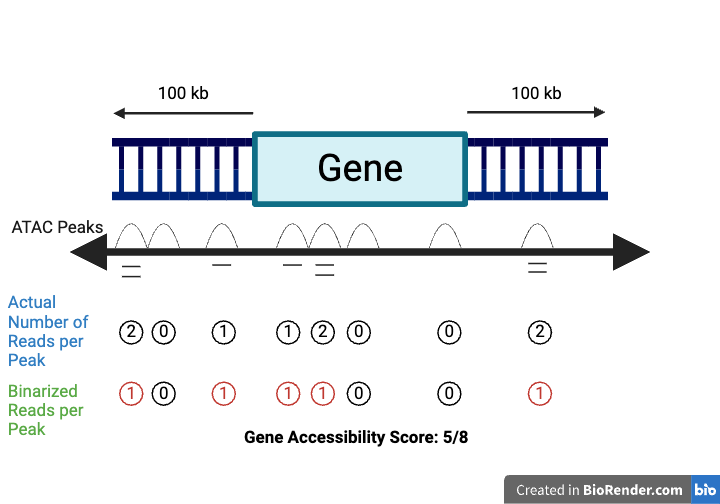 100 kb
100 kb
Gene
ATAC Peaks
Actual
Number of
Reads per
Peak
2 0 1 1 2 0 0 2
Binarized
Reads per
Peak
1 0 1 1 1 0 0 1
Gene Accessibility Score: 5/8
Created in BioRender.com bio